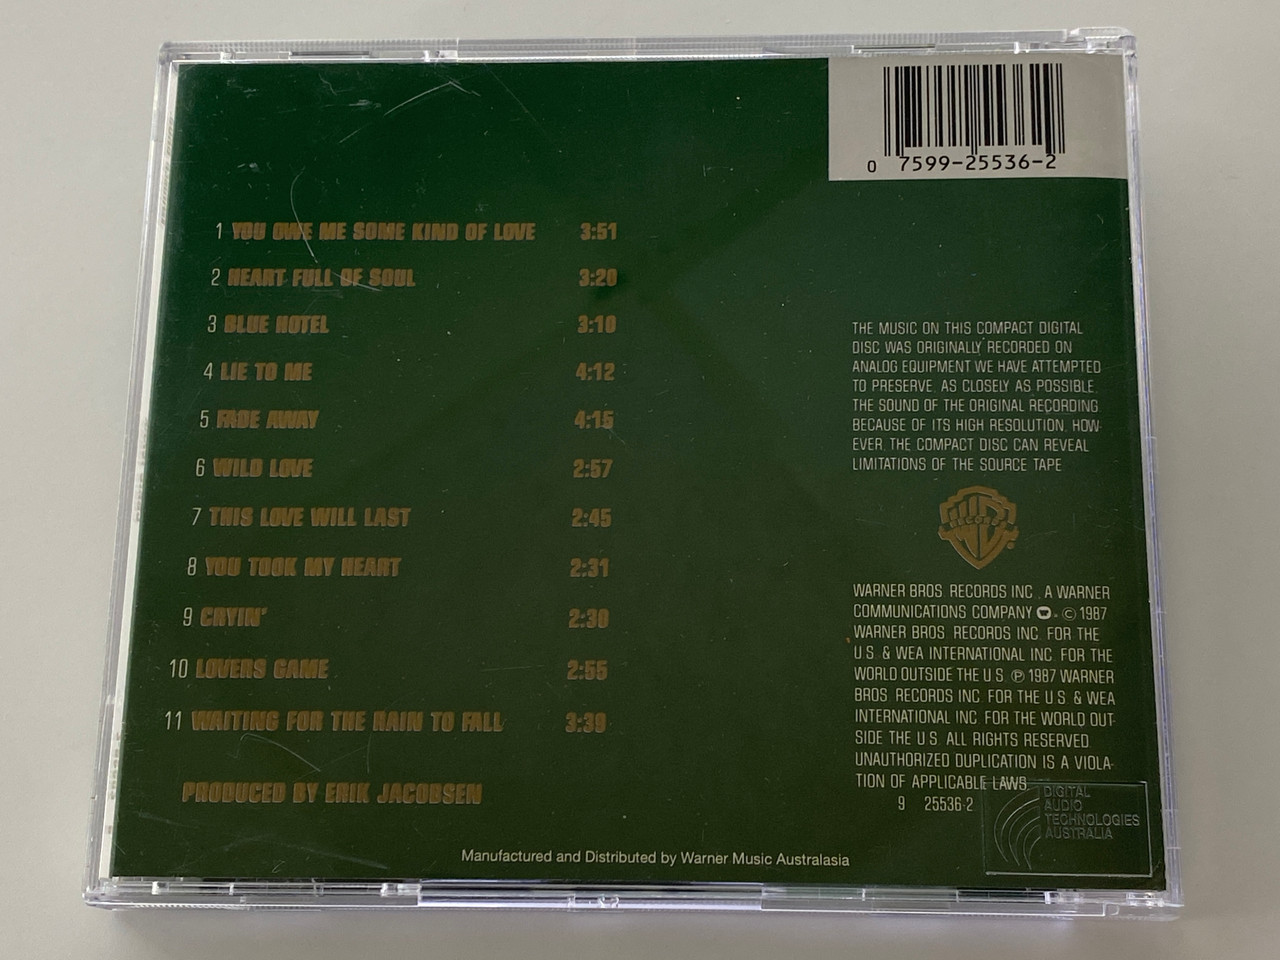 0 7599-25536-2
1 YOU OWE ME SOME KIND OF LOVE 3:51
2 HEART FULL OF SOUL 3:20
3 BLUE HOTEL 3:10
4 LIE TO ME 4:12
5 FADE AWAY 4:15
6 WILD LOVE 2:57
7 THIS LOVE WILL LAST 2:45
8 YOU TOOK MY HEART 2:31
9 CRYIN' 2:30
10 LOVERS GAME 2:55
11 WAITING FOR THE RAIN TO FALL 3:39
PRODUCED BY ERIK JACOBSEN
THE MUSIC ON THIS COMPACT DIGITAL
DISC WAS ORIGINALLY RECORDED ON
ANALOG EQUIPMENT WE HAVE ATTEMPTED
TO PRESERVE, AS CLOSELY AS POSSIBLE,
THE SOUND OF THE ORIGINAL RECORDING.
BECAUSE OF ITS HIGH RESOLUTION, HOW-
EVER, THE COMPACT DISC CAN REVEAL
LIMITATIONS OF THE SOURCE TAPE
RECORDS
WARNER BROS. RECORDS INC., A WARNER
COMMUNICATIONS COMPANY © 1987
WARNER BROS. RECORDS INC. FOR THE
U.S. & WEA INTERNATIONAL INC. FOR THE
WORLD OUTSIDE THE U.S. ℗ 1987 WARNER
BROS. RECORDS INC. FOR THE U.S. & WEA
INTERNATIONAL INC. FOR THE WORLD OUT-
SIDE THE U.S. ALL RIGHTS RESERVED.
UNAUTHORIZED DUPLICATION IS A VIOLA-
TION OF APPLICABLE LAWS.
9 25536-2
DIGITAL
AUDIO
TECHNOLOGIES
AUSTRALIA
Manufactured and Distributed by Warner Music Australasia